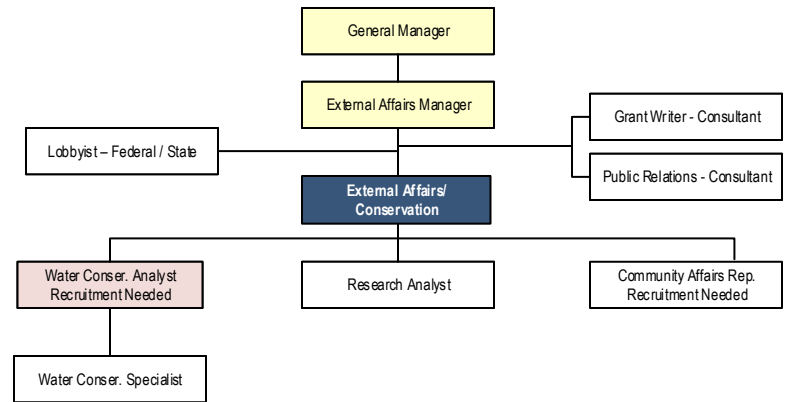 General Manager
External Affairs Manager
Grant Writer - Consultant
Lobbyist – Federal / State
Public Relations - Consultant
External Affairs/
Conservation
Water Conser. Analyst
Recruitment Needed
Research Analyst
Community Affairs Rep.
Recruitment Needed
Water Conser. Specialist